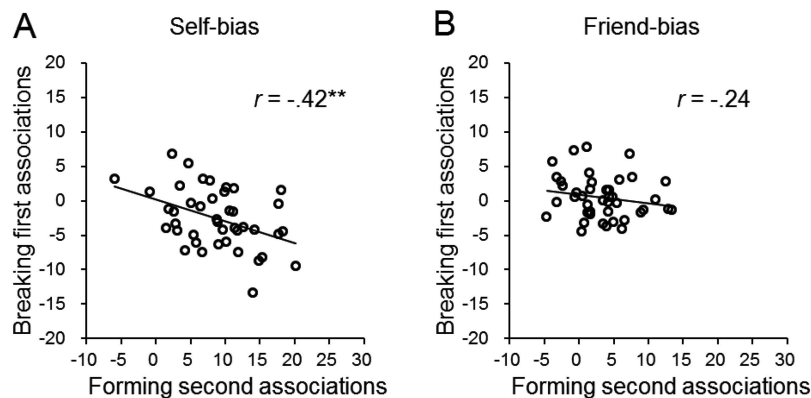 A
Self-bias
r = -.42**
Breaking first associations
20
15
10
5
0
-5
-10
-15
-20
-10 -5 0 5 10 15 20 25 30
Forming second associations
B
Friend-bias
r = -.24
Breaking first associations
20
15
10
5
0
-5
-10
-15
-20
-10 -5 0 5 10 15 20 25 30
Forming second associations